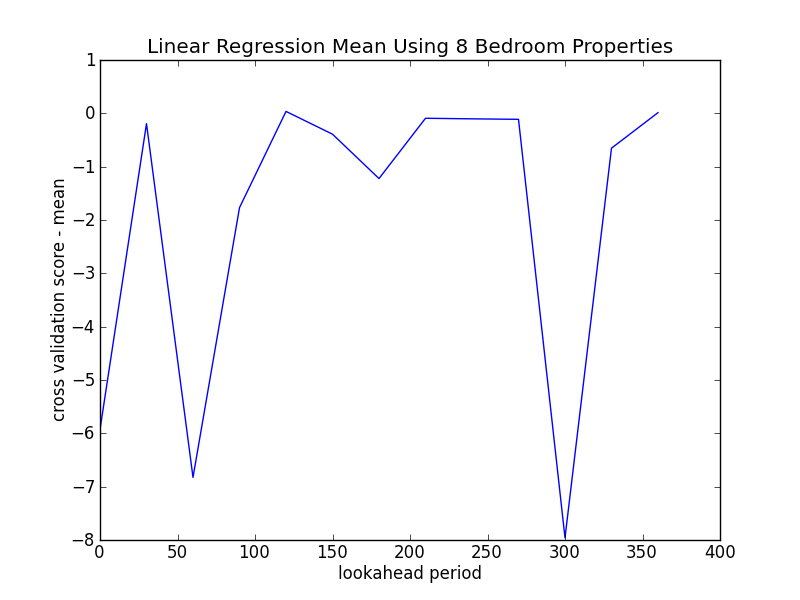 Linear Regression Mean Using 8 Bedroom Properties
1
0
−1
−2
−3
−4
−5
−6
−7
−8
cross validation score - mean
0 50 100 150 200 250 300 350 400
lookahead period